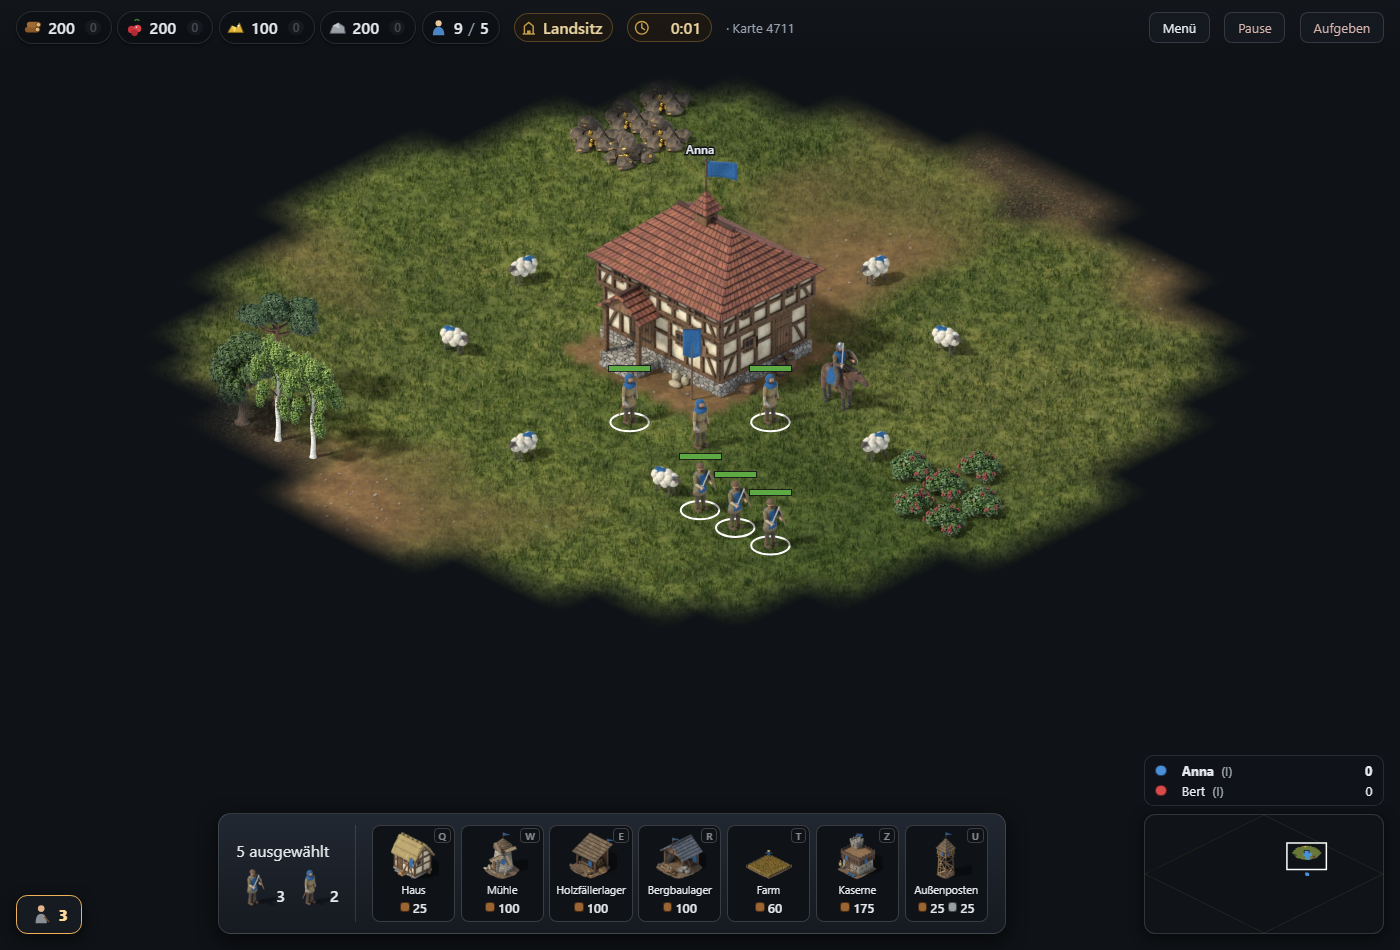 200 0 200 0 100 0 200 0 9 / 5 Landsitz 0:01 · Karte 4711 Menü Pause Aufgeben
Anna
Anna (I) 0
Bert (I) 0
5 ausgewählt
3 2
Q W E R T Z U
Haus Mühle Holzfällerlager Bergbaulager Farm Kaserne Außenposten
25 100 100 100 60 175 25 25
3